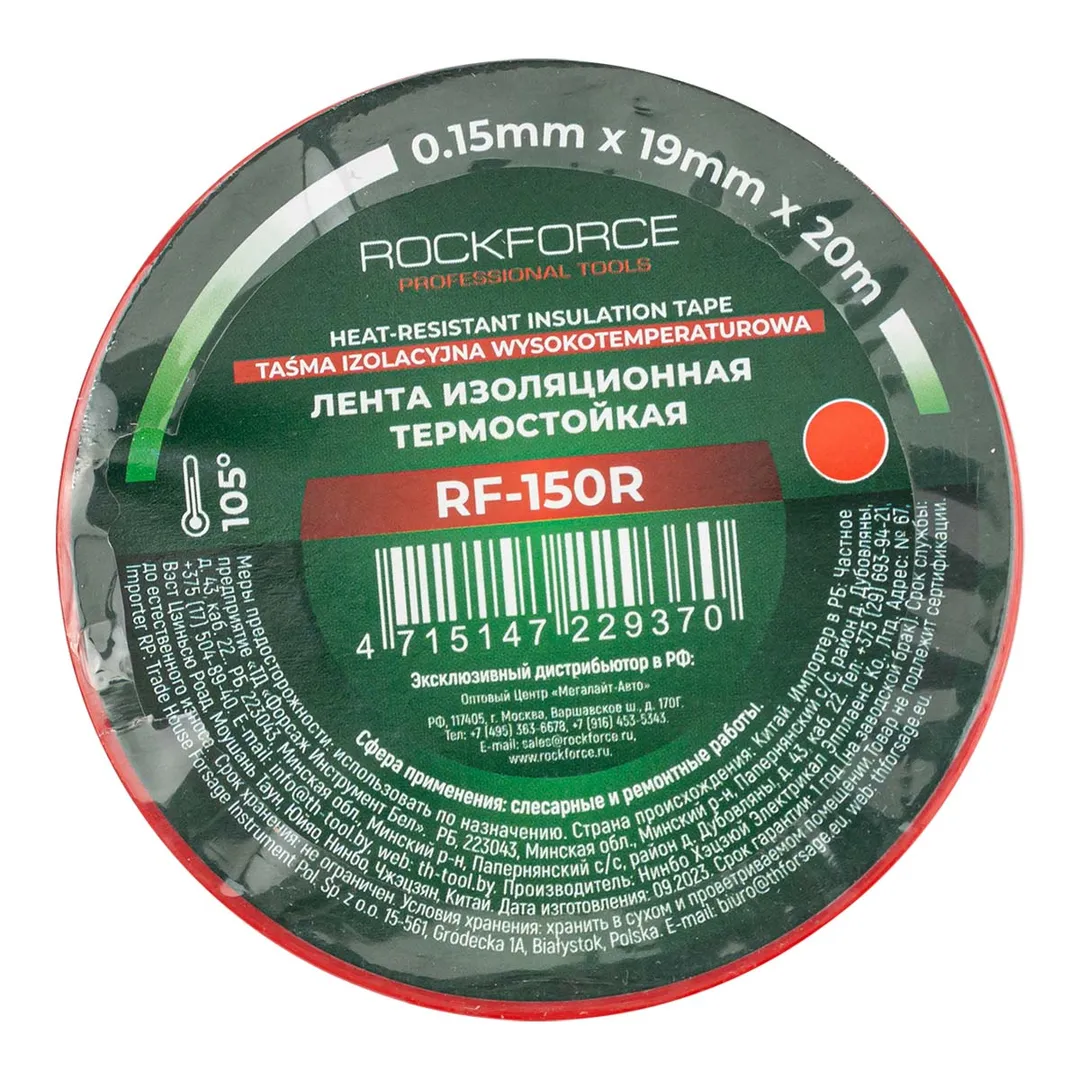 0.15mm x 19mm x 20m
ROCKFORCE
PROFESSIONAL TOOLS
HEAT-RESISTANT INSULATION TAPE
TAŚMA IZOLACYJNA WYSOKOTEMPERATUROWA
ЛЕНТА ИЗОЛЯЦИОННАЯ
ТЕРМОСТОЙКАЯ
105°
RF-150R
4 715147 229370
Эксклюзивный дистрибьютор в РФ:
Оптовый Центр «Мегалайт-Авто»
РФ, 117405, г. Москва, Варшавское ш., д. 170Г.
Тел: +7 (495) 363-6678, +7 (916) 453-5343.
E-mail: sales@rockforce.ru,
www.rockforce.ru.
Сфера применения: слесарные и ремонтные работы.
Меры предосторожности: использовать по назначению. Страна происхождения: Китай. Импортер в РБ: Частное
предприятие «ТД «Форсаж Инструмент Бел». РБ, 223043, Минская обл., Минский р-н, Папернянский с/с, район д. Дубовляны,
д. 43, каб. 22. РБ, 223043, Минская обл., Минский р-н, Папернянский с/с, район д. Дубовляны, д. 43, каб. 22. Тел: +375 (29) 693-94-21,
+375 (17) 504-89-40, E-mail: info@th-tool.by, web: th-tool.by. Производитель: Нинбо Хэцзюй Электрикал Эпплаенс Ко., Лтд. Адрес: № 67,
Вэст Цзинью Роад, Моушань Таун, Юйяо Нинбо Чжэцзян, Китай. Дата изготовления: 09.2023. Срок гарантии: 1 год (на заводской брак). Срок службы:
до естественного износа. Срок хранения: не ограничен. Условия хранения: хранить в сухом и проветриваемом помещении. Товар не подлежит сертификации.
Importer RP: Trade House Forsage Instrument Pol. Sp. z o.o. 15-561, Grodecka 1A, Białystok, Polska. E-mail: biuro@thforsage.eu, web: thforsage.eu.